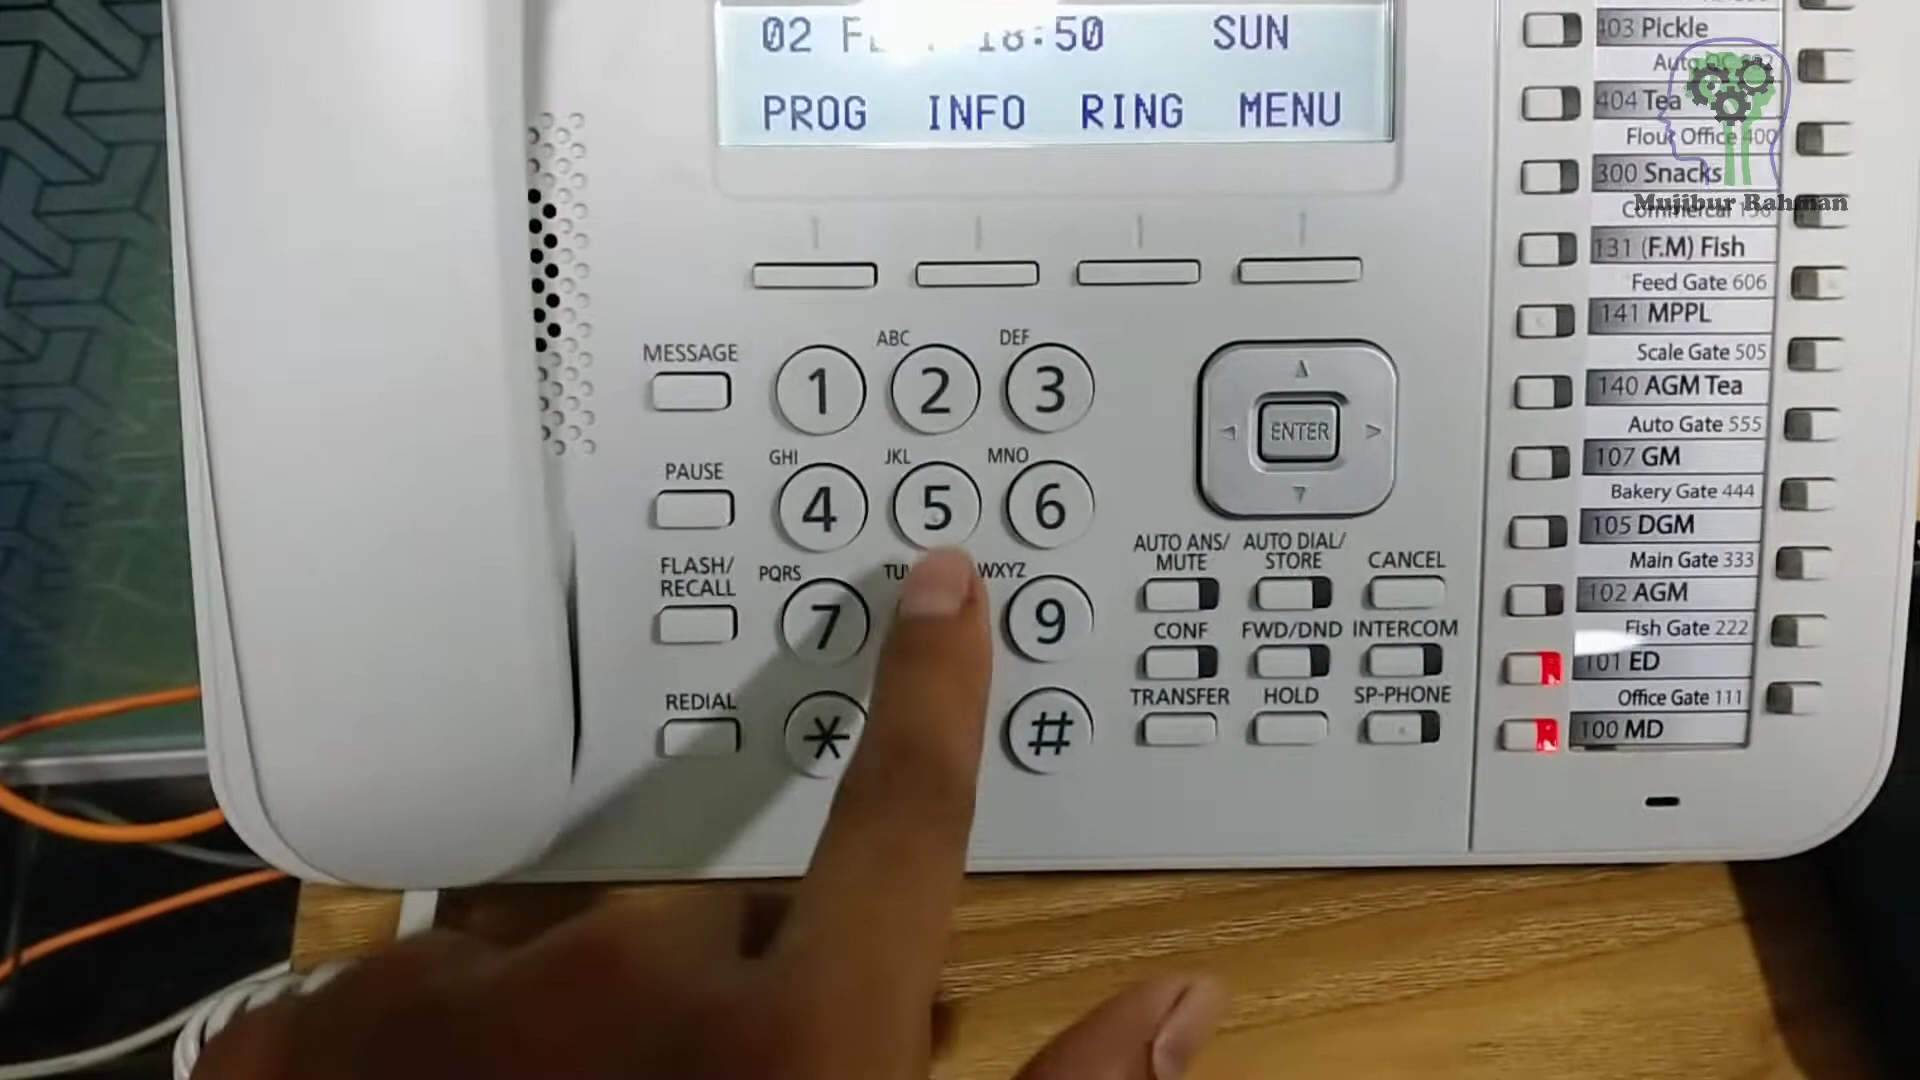 02 18:50 SUN
PROG INFO RING MENU
MESSAGE
PAUSE
FLASH/
RECALL
REDIAL
1
ABC
2
DEF
3
GHI
4
JKL
5
MNO
6
PQRS
7
WXYZ
9
*
#
ENTER
AUTO ANS/
MUTE
AUTO DIAL/
STORE
CANCEL
CONF
FWD/DND
INTERCOM
TRANSFER
HOLD
SP-PHONE
403 Pickle
Auto
404 Tea
Flour Office 400
300 Snacks
Mujibur Rahman
131 (F.M) Fish
Feed Gate 606
141 MPPL
Scale Gate 505
140 AGM Tea
Auto Gate 555
107 GM
Bakery Gate 444
105 DGM
Main Gate 333
102 AGM
Fish Gate 222
101 ED
Office Gate 111
100 MD